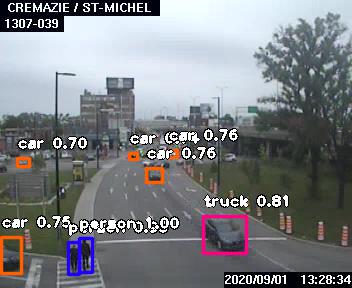 CREMAZIE / ST-MICHEL
1307-039
car 0.70
car
car 0.76
car 0.76
truck 0.81
car 0.75
person 1.00
2020/09/01 13:28:34